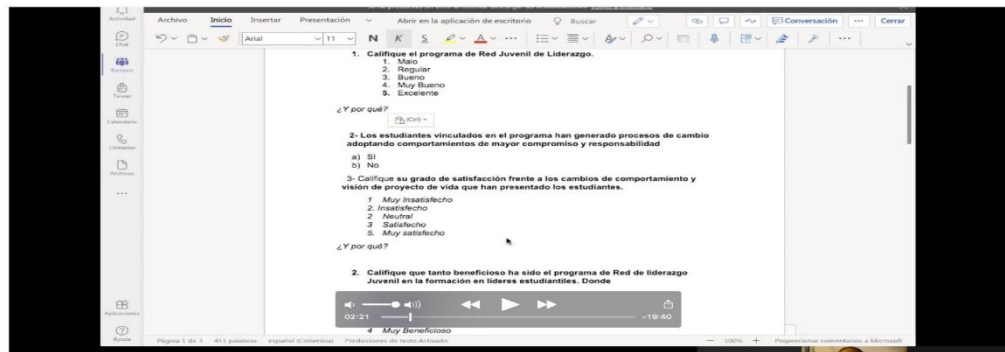 Actividad
Archivo Inicio Insertar Presentación Abrir en la aplicación de escritorio Buscar Conversación Cerrar
Chat
Arial 11 N K S
Equipos
1. Califique el programa de Red Juvenil de Liderazgo.
1. Malo
2. Regular
3. Bueno
4. Muy Bueno
5. Excelente
Tareas
Calendario
¿Y por qué?
(Ctrl)
Llamadas
2- Los estudiantes vinculados en el programa han generado procesos de cambio
adoptando comportamientos de mayor compromiso y responsabilidad
Archivos
a) SI
b) No
3- Califique su grado de satisfacción frente a los cambios de comportamiento y
visión de proyecto de vida que han presentado los estudiantes.
1 Muy Insatisfecho
2. Insatisfecho
2 Neutral
3 Satisfecho
5. Muy satisfecho
¿Y por qué?
2. Califique que tanto beneficioso ha sido el programa de Red de liderazgo
Juvenil en la formación en lideres estudiantiles. Donde
Aplicaciones
02:21 -19:40
4 Muy Beneficioso
Ayuda
Página 1 de 3 451 palabras español (Colombia) Predicciones de texto: Activado 100% Proporcionar comentarios a Microsoft